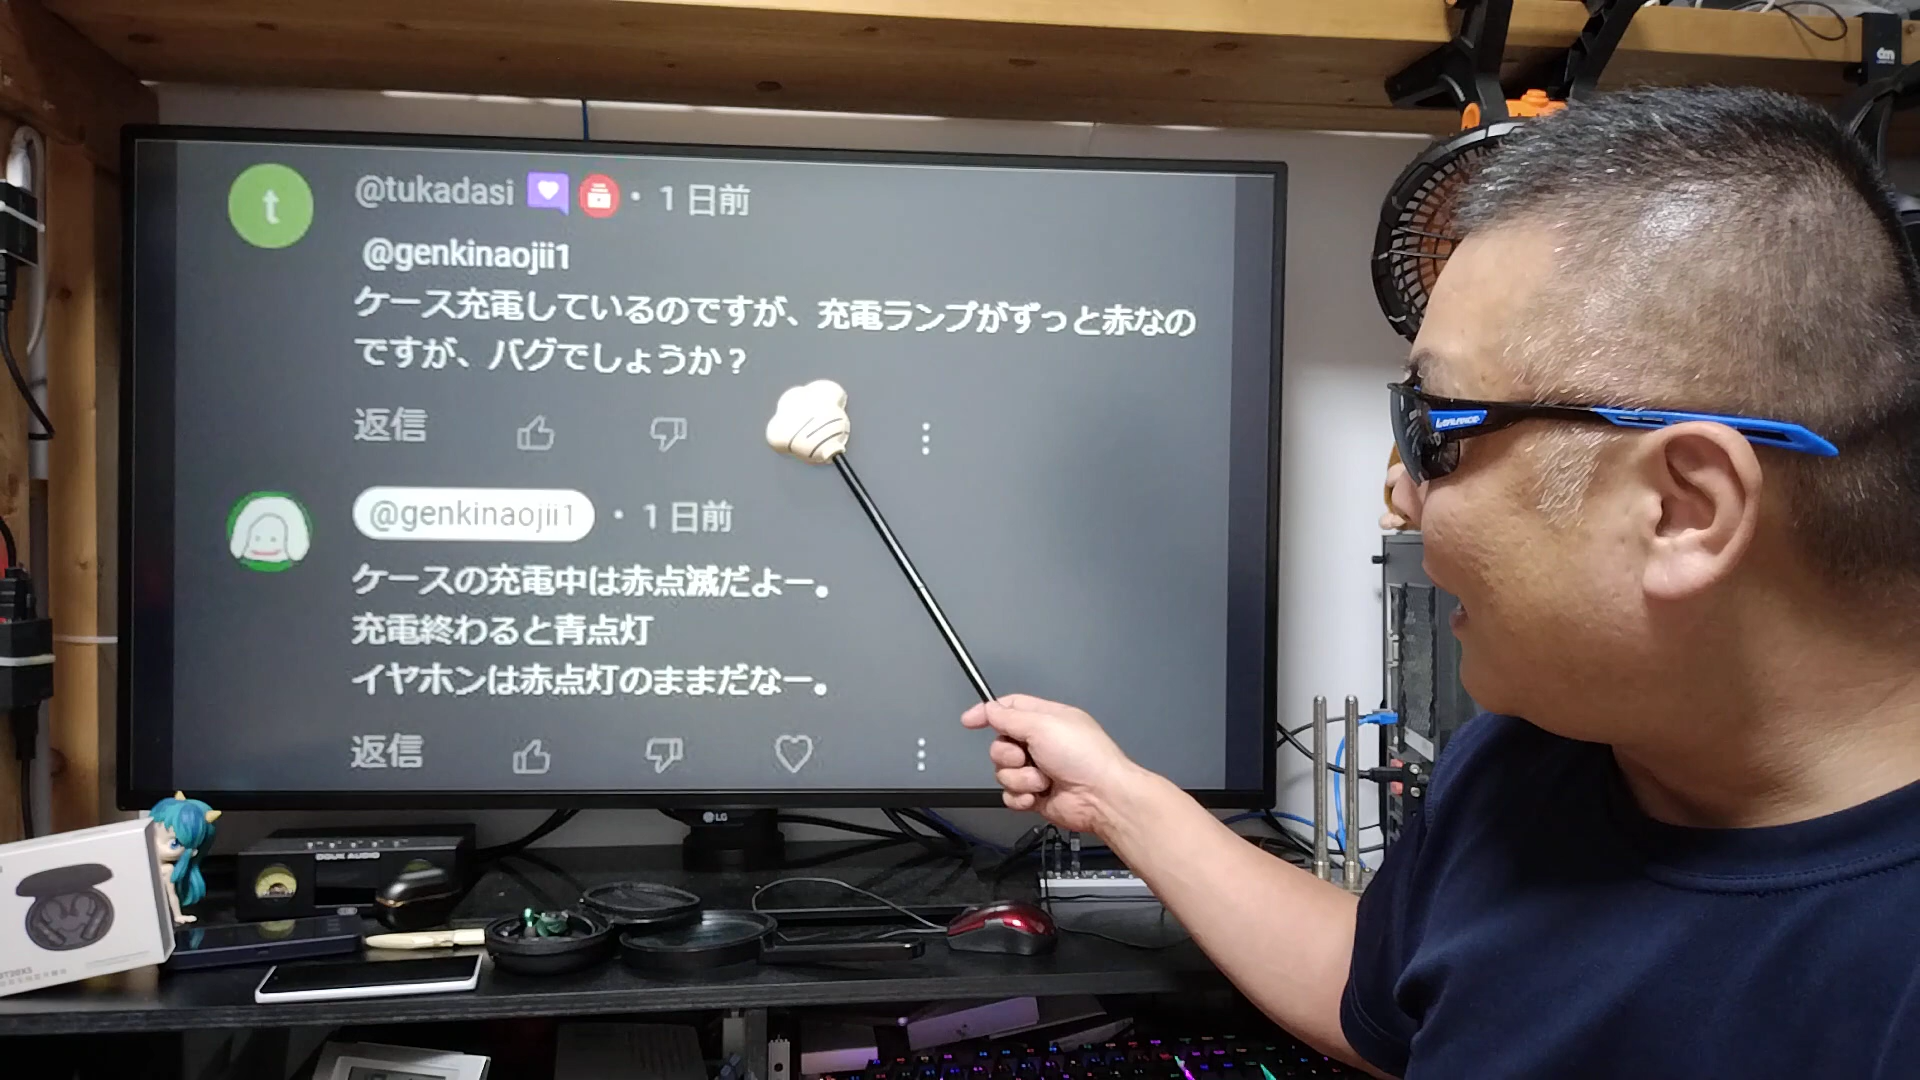 t
@tukadasi ・1日前
@genkinaojii1
ケース充電しているのですが、充電ランプがずっと赤なの
ですが、バグでしょうか？
返信
@genkinaojii1 ・1日前
ケースの充電中は赤点滅だよー。
充電終わると青点灯
イヤホンは赤点灯のままだなー。
返信
LG
DOUK AUDIO